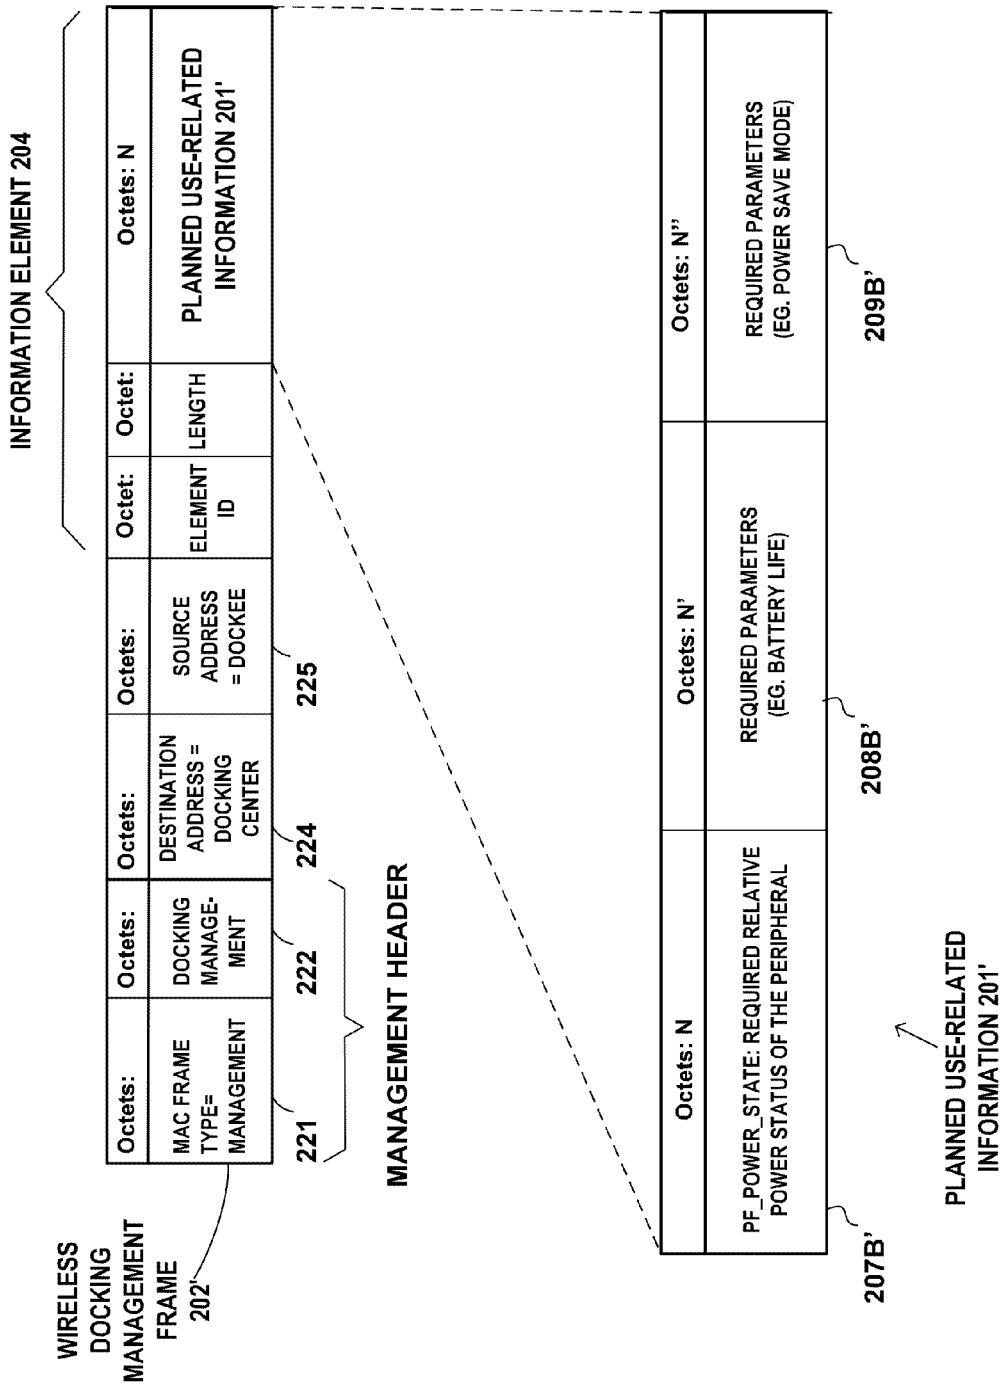 INFORMATION ELEMENT 204
WIRELESS
DOCKING
MANAGEMENT
FRAME
202'
Octets:
Octets:
Octets:
Octets:
Octet:
Octet:
Octets: N
MAC FRAME
TYPE=
MANAGEMENT
DOCKING
MANAGE-
MENT
DESTINATION
ADDRESS =
DOCKING
CENTER
SOURCE
ADDRESS
= DOCKEE
ELEMENT
ID
LENGTH
PLANNED USE-RELATED
INFORMATION 201'
221
222
224
225
MANAGEMENT HEADER
Octets: N
Octets: N'
Octets: N''
PF_POWER_STATE: REQUIRED RELATIVE
POWER STATUS OF THE PERIPHERAL
REQUIRED PARAMETERS
(EG. BATTERY LIFE)
REQUIRED PARAMETERS
(EG. POWER SAVE MODE)
207B'
208B'
209B'
PLANNED USE-RELATED
INFORMATION 201'